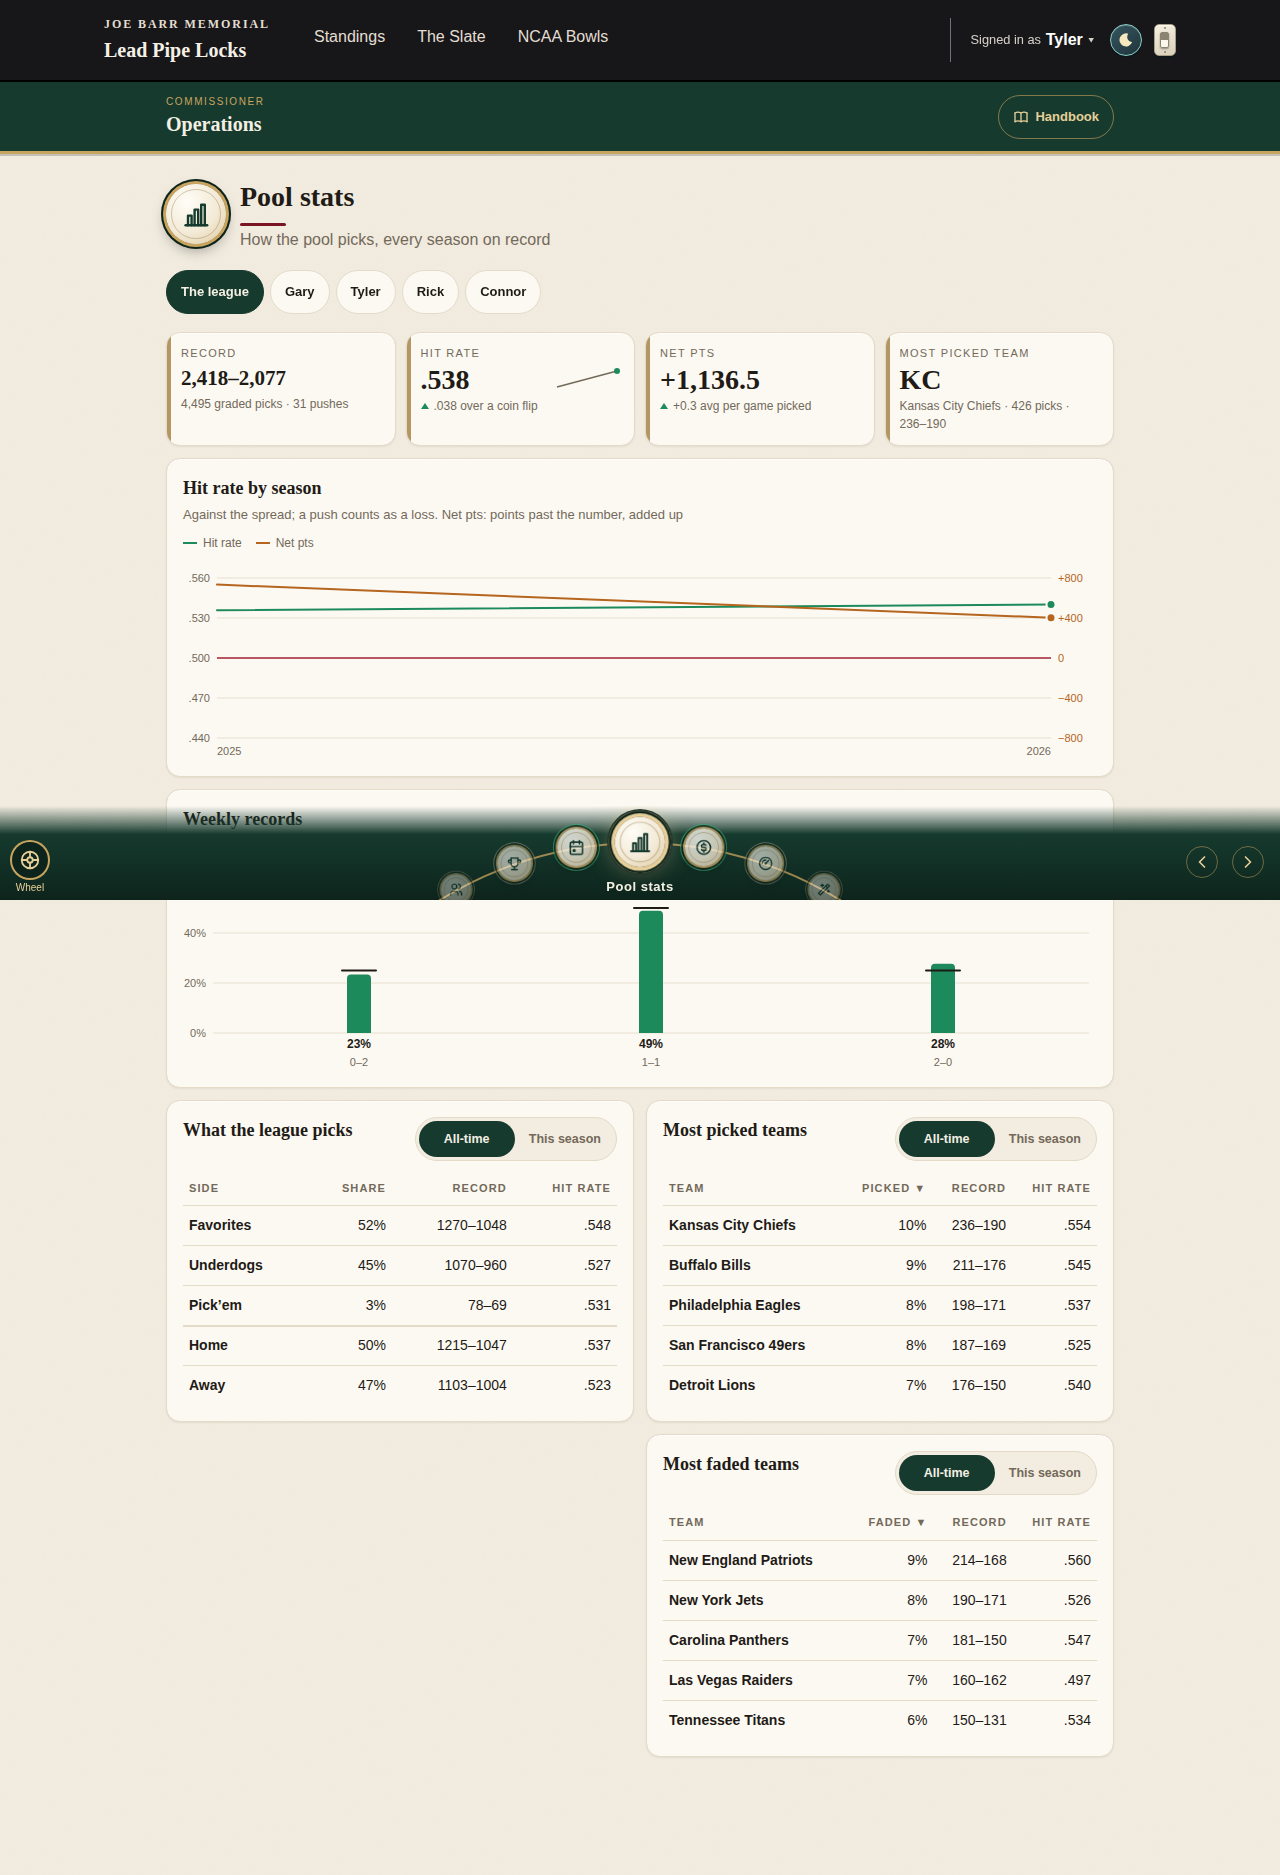 JOE BARR MEMORIAL
Lead Pipe Locks
Standings
The Slate
NCAA Bowls
Signed in as Tyler ▼
COMMISSIONER
Operations
Handbook
Pool stats
How the pool picks, every season on record
The league
Gary
Tyler
Rick
Connor
RECORD
2,418–2,077
4,495 graded picks · 31 pushes
HIT RATE
.538
.038 over a coin flip
NET PTS
+1,136.5
+0.3 avg per game picked
MOST PICKED TEAM
KC
Kansas City Chiefs · 426 picks ·
236–190
Hit rate by season
Against the spread; a push counts as a loss. Net pts: points past the number, added up
Hit rate
Net pts
.560
+800
.530
+400
.500
0
.470
−400
.440
−800
2025
2026
Weekly records
Wheel
Pool stats
40%
20%
0%
23%
49%
28%
0–2
1–1
2–0
What the league picks
All-time
This season
SIDE SHARE RECORD HIT RATE
Favorites 52% 1270–1048 .548
Underdogs 45% 1070–960 .527
Pick’em 3% 78–69 .531
Home 50% 1215–1047 .537
Away 47% 1103–1004 .523
Most picked teams
All-time
This season
TEAM PICKED ▼ RECORD HIT RATE
Kansas City Chiefs 10% 236–190 .554
Buffalo Bills 9% 211–176 .545
Philadelphia Eagles 8% 198–171 .537
San Francisco 49ers 8% 187–169 .525
Detroit Lions 7% 176–150 .540
Most faded teams
All-time
This season
TEAM FADED ▼ RECORD HIT RATE
New England Patriots 9% 214–168 .560
New York Jets 8% 190–171 .526
Carolina Panthers 7% 181–150 .547
Las Vegas Raiders 7% 160–162 .497
Tennessee Titans 6% 150–131 .534